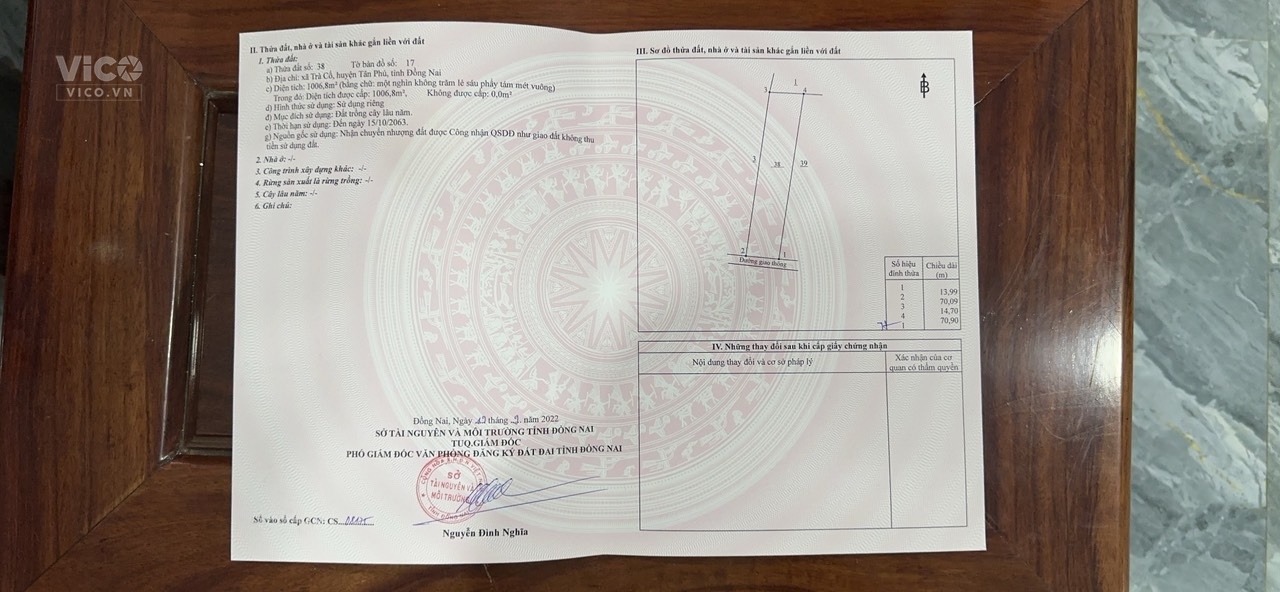 VICO
VICO.VN
II. Thửa đất, nhà ở và tài sản khác gắn liền với đất
1. Thửa đất:
a) Thửa đất số: 38 Tờ bản đồ số: 17
b) Địa chỉ: xã Trà Cổ, huyện Tân Phú, tỉnh Đồng Nai
c) Diện tích: 1006,8m² (bằng chữ: một nghìn không trăm lẻ sáu phẩy tám mét vuông)
Trong đó: Diện tích được cấp: 1006,8m², Không được cấp: 0,0m²
d) Hình thức sử dụng: Sử dụng riêng
đ) Mục đích sử dụng: Đất trồng cây lâu năm.
e) Thời hạn sử dụng: Đến ngày 15/10/2063.
g) Nguồn gốc sử dụng: Nhận chuyển nhượng đất được Công nhận QSDĐ như giao đất không thu
tiền sử dụng đất.
2. Nhà ở: -/-
3. Công trình xây dựng khác: -/-
4. Rừng sản xuất là rừng trồng: -/-
5. Cây lâu năm: -/-
6. Ghi chú:
Đồng Nai, Ngày tháng năm 2022
SỞ TÀI NGUYÊN VÀ MÔI TRƯỜNG TỈNH ĐỒNG NAI
TUQ.GIÁM ĐỐC
PHÓ GIÁM ĐỐC VĂN PHÒNG ĐĂNG KÝ ĐẤT ĐAI TỈNH ĐỒNG NAI
SỞ
TÀI NGUYÊN VÀ
MÔI TRƯỜNG
Số vào sổ cấp GCN: CS
Nguyễn Đình Nghĩa
III. Sơ đồ thửa đất, nhà ở và tài sản khác gắn liền với đất
1
3 4
B
3 38 39
2 1
Đường giao thông
Số hiệu đỉnh thửa Chiều dài (m)
1
13,99
2
70,09
3
14,70
4
70,90
1
IV. Những thay đổi sau khi cấp giấy chứng nhận
Nội dung thay đổi và cơ sở pháp lý
Xác nhận của cơ
quan có thẩm quyền